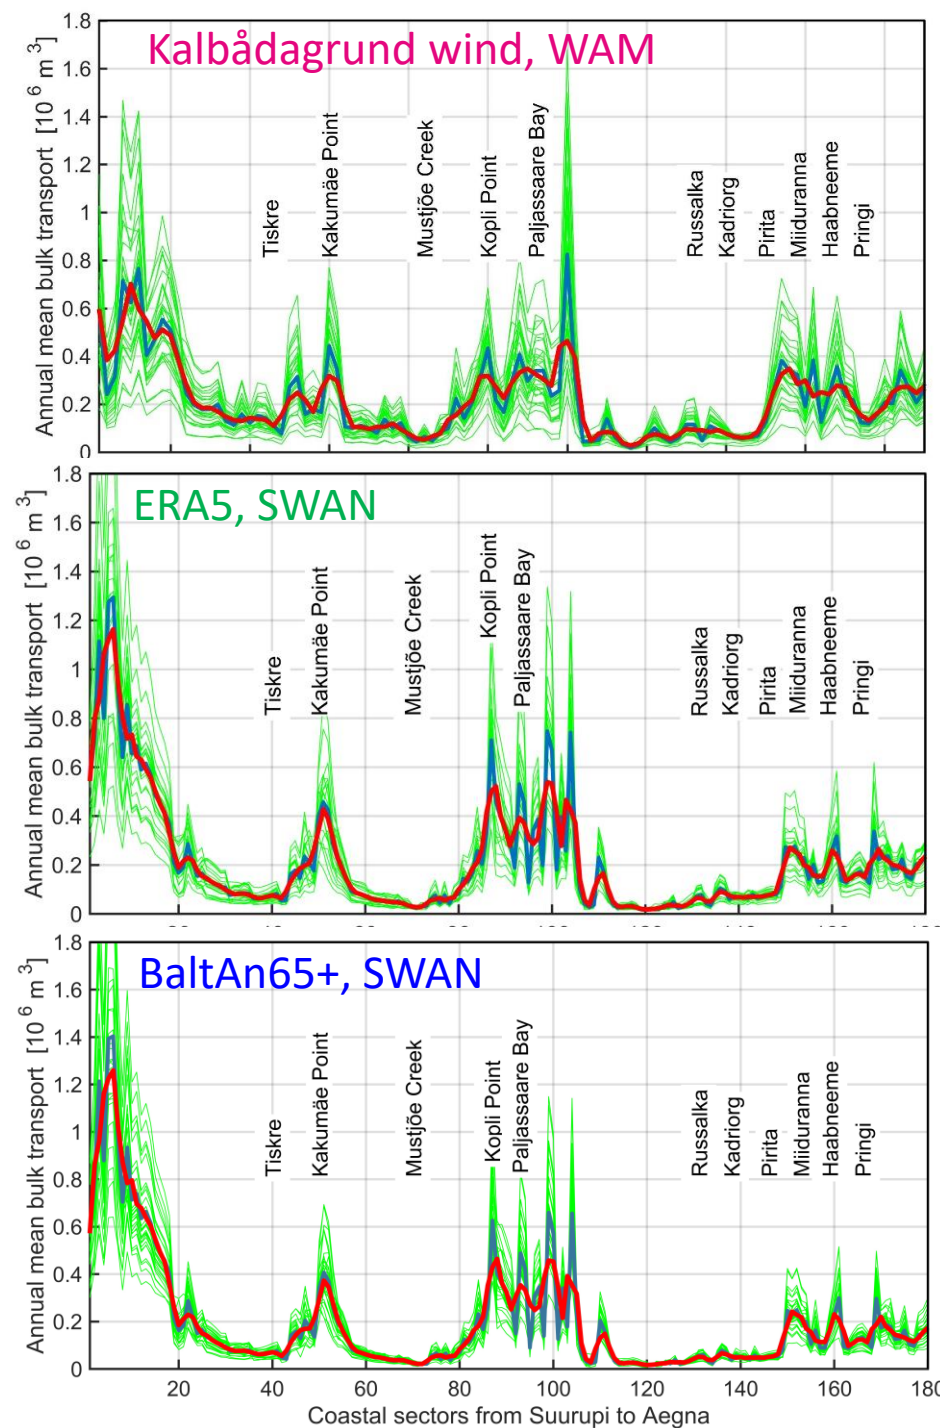 1.8
Kalbådagrund wind, WAM
1.6
1.4
1.2
1
0.8
0.6
0.4
0.2
0
Annual mean bulk transport [10 6 m 3]
Tiskre
Kakumäe Point
Mustjõe Creek
Kopli Point
Paljassaare Bay
Russalka
Kadriorg
Pirita
Miiduranna
Haabneeme
Pringi
1.8
ERA5, SWAN
1.6
1.4
1.2
1
0.8
0.6
0.4
0.2
0
Annual mean bulk transport [10 6 m 3]
Tiskre
Kakumäe Point
Mustjõe Creek
Kopli Point
Paljassaare Bay
Russalka
Kadriorg
Pirita
Miiduranna
Haabneeme
Pringi
1.8
BaltAn65+, SWAN
1.6
1.4
1.2
1
0.8
0.6
0.4
0.2
0
Annual mean bulk transport [10 6 m 3]
Tiskre
Kakumäe Point
Mustjõe Creek
Kopli Point
Paljassaare Bay
Russalka
Kadriorg
Pirita
Miiduranna
Haabneeme
Pringi
20 40 60 80 100 120 140 160 180
Coastal sectors from Suurupi to Aegna